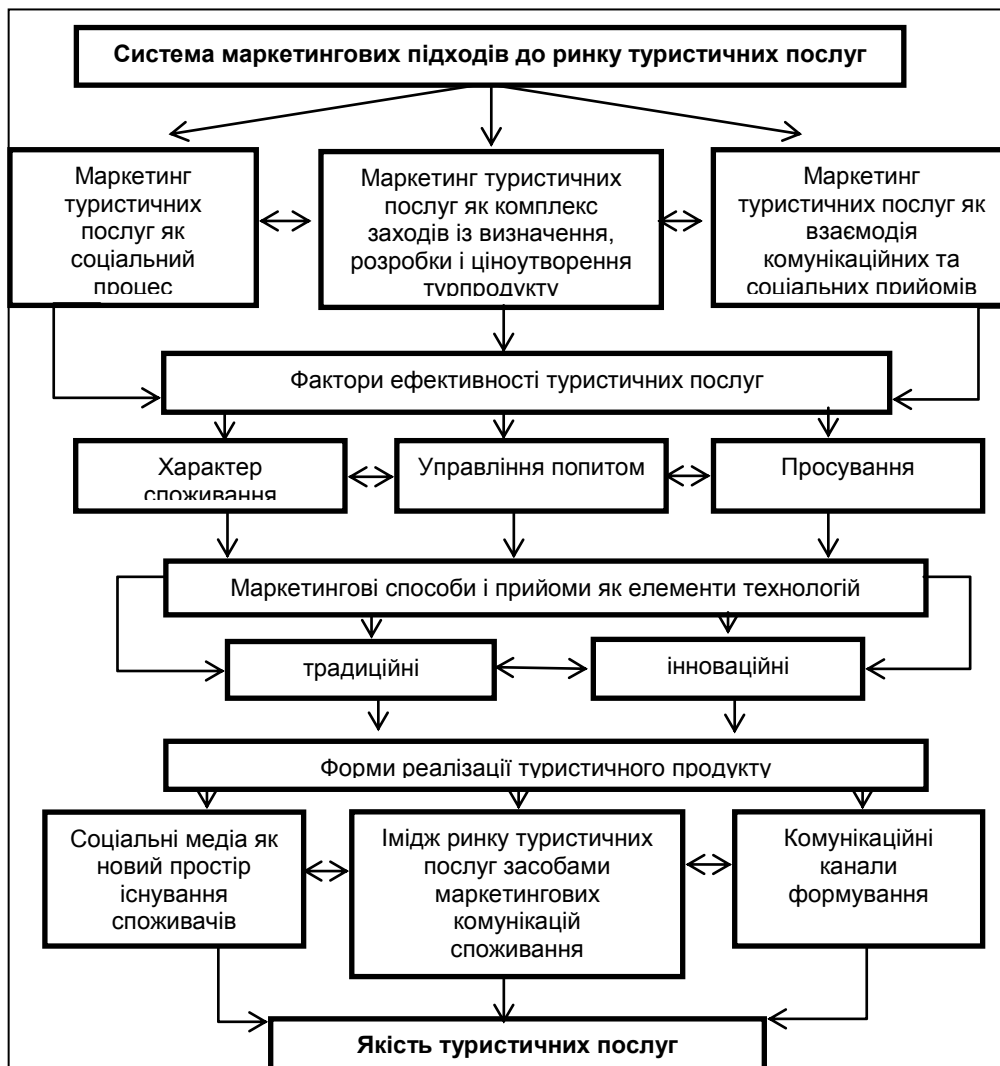 Система маркетингових підходів до ринку туристичних послуг
Маркетинг
туристичних
послуг як
соціальний
процес
Маркетинг туристичних
послуг як комплекс
заходів із визначення,
розробки і ціноутворення
турпродукту
Маркетинг
туристичних послуг як
взаємодія
комунікаційних та
соціальних прийомів
Фактори ефективності туристичних послуг
Характер
споживання
Управління попитом
Просування
Маркетингові способи і прийоми як елементи технологій
традиційні
інноваційні
Форми реалізації туристичного продукту
Соціальні медіа як
новий простір
існування
споживачів
Імідж ринку туристичних
послуг засобами
маркетингових
комунікацій
споживання
Комунікаційні
канали
формування
Якість туристичних послуг